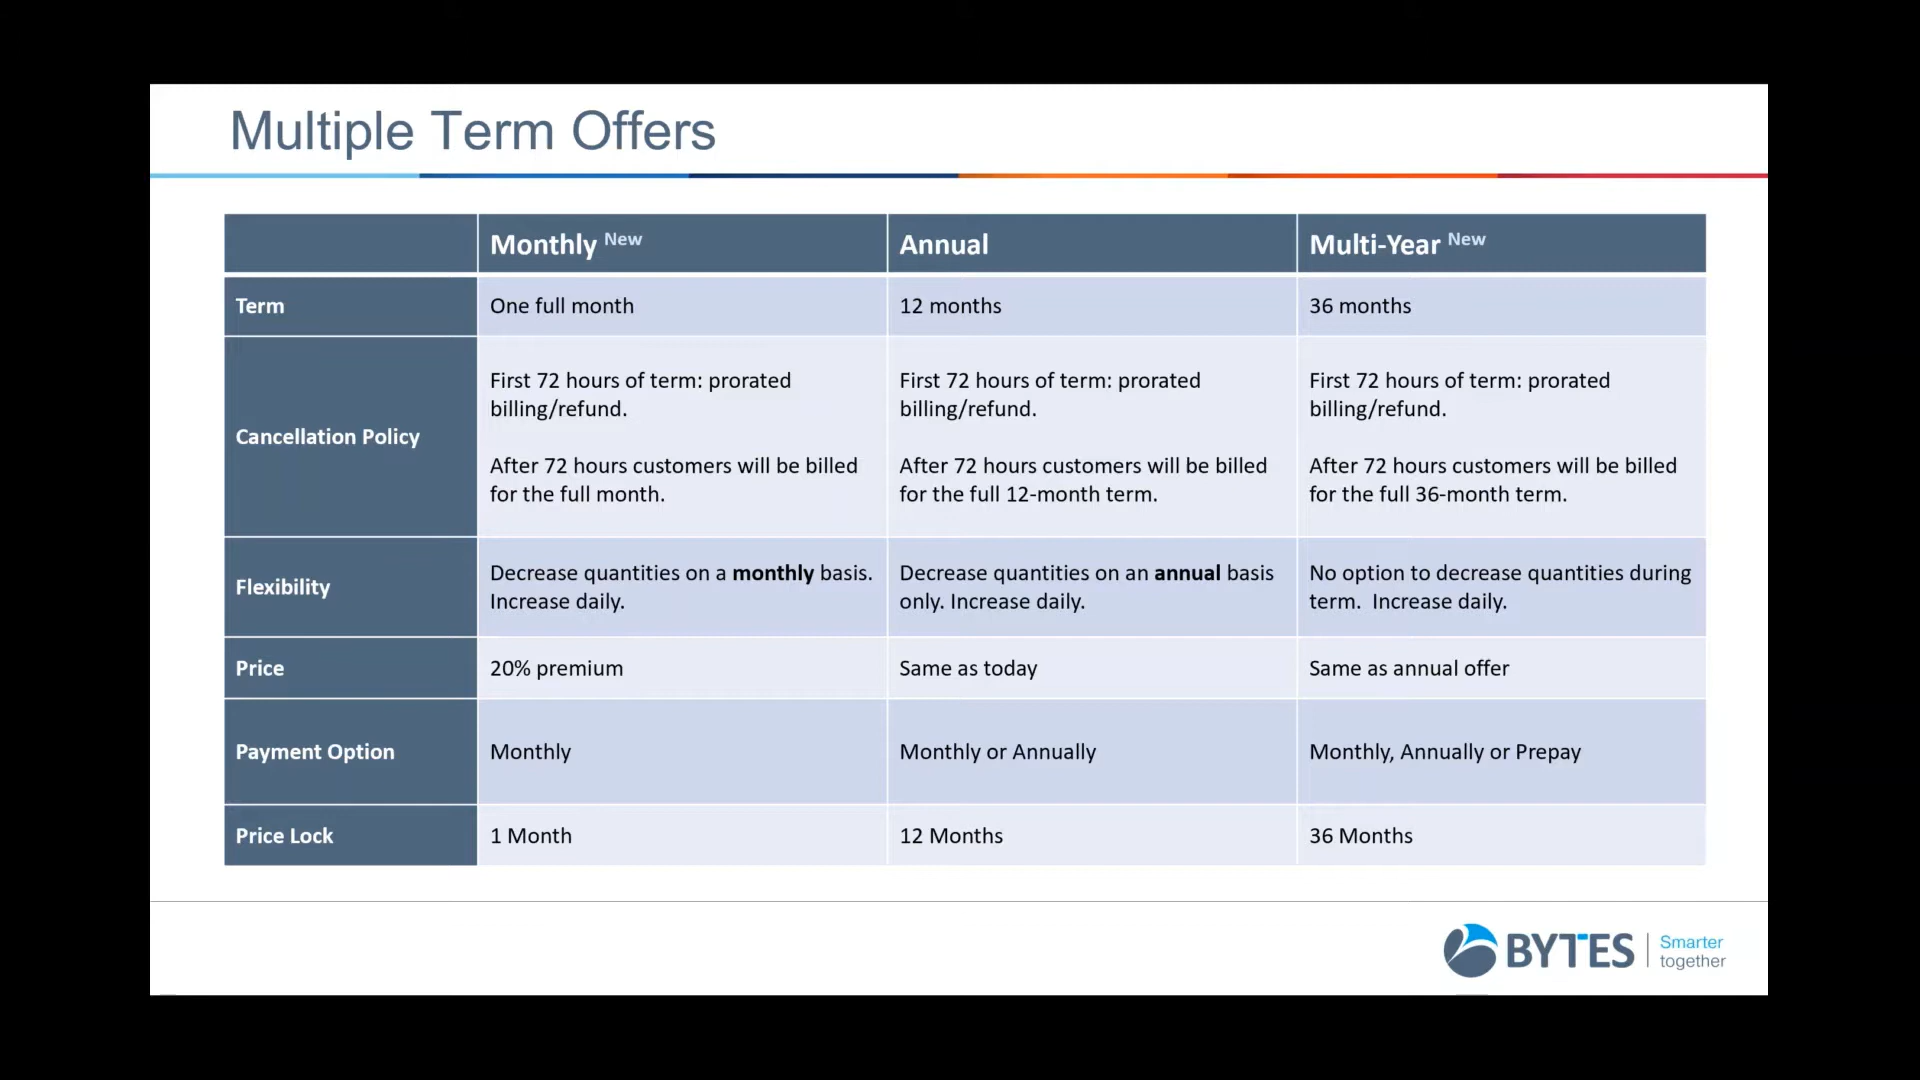 Multiple Term Offers
Monthly New
Annual
Multi-Year New
Term
One full month
12 months
36 months
Cancellation Policy
First 72 hours of term: prorated
billing/refund.
After 72 hours customers will be billed
for the full month.
First 72 hours of term: prorated
billing/refund.
After 72 hours customers will be billed
for the full 12-month term.
First 72 hours of term: prorated
billing/refund.
After 72 hours customers will be billed
for the full 36-month term.
Flexibility
Decrease quantities on a monthly basis.
Increase daily.
Decrease quantities on an annual basis
only. Increase daily.
No option to decrease quantities during
term.  Increase daily.
Price
20% premium
Same as today
Same as annual offer
Payment Option
Monthly
Monthly or Annually
Monthly, Annually or Prepay
Price Lock
1 Month
12 Months
36 Months
BYTES
Smarter
together